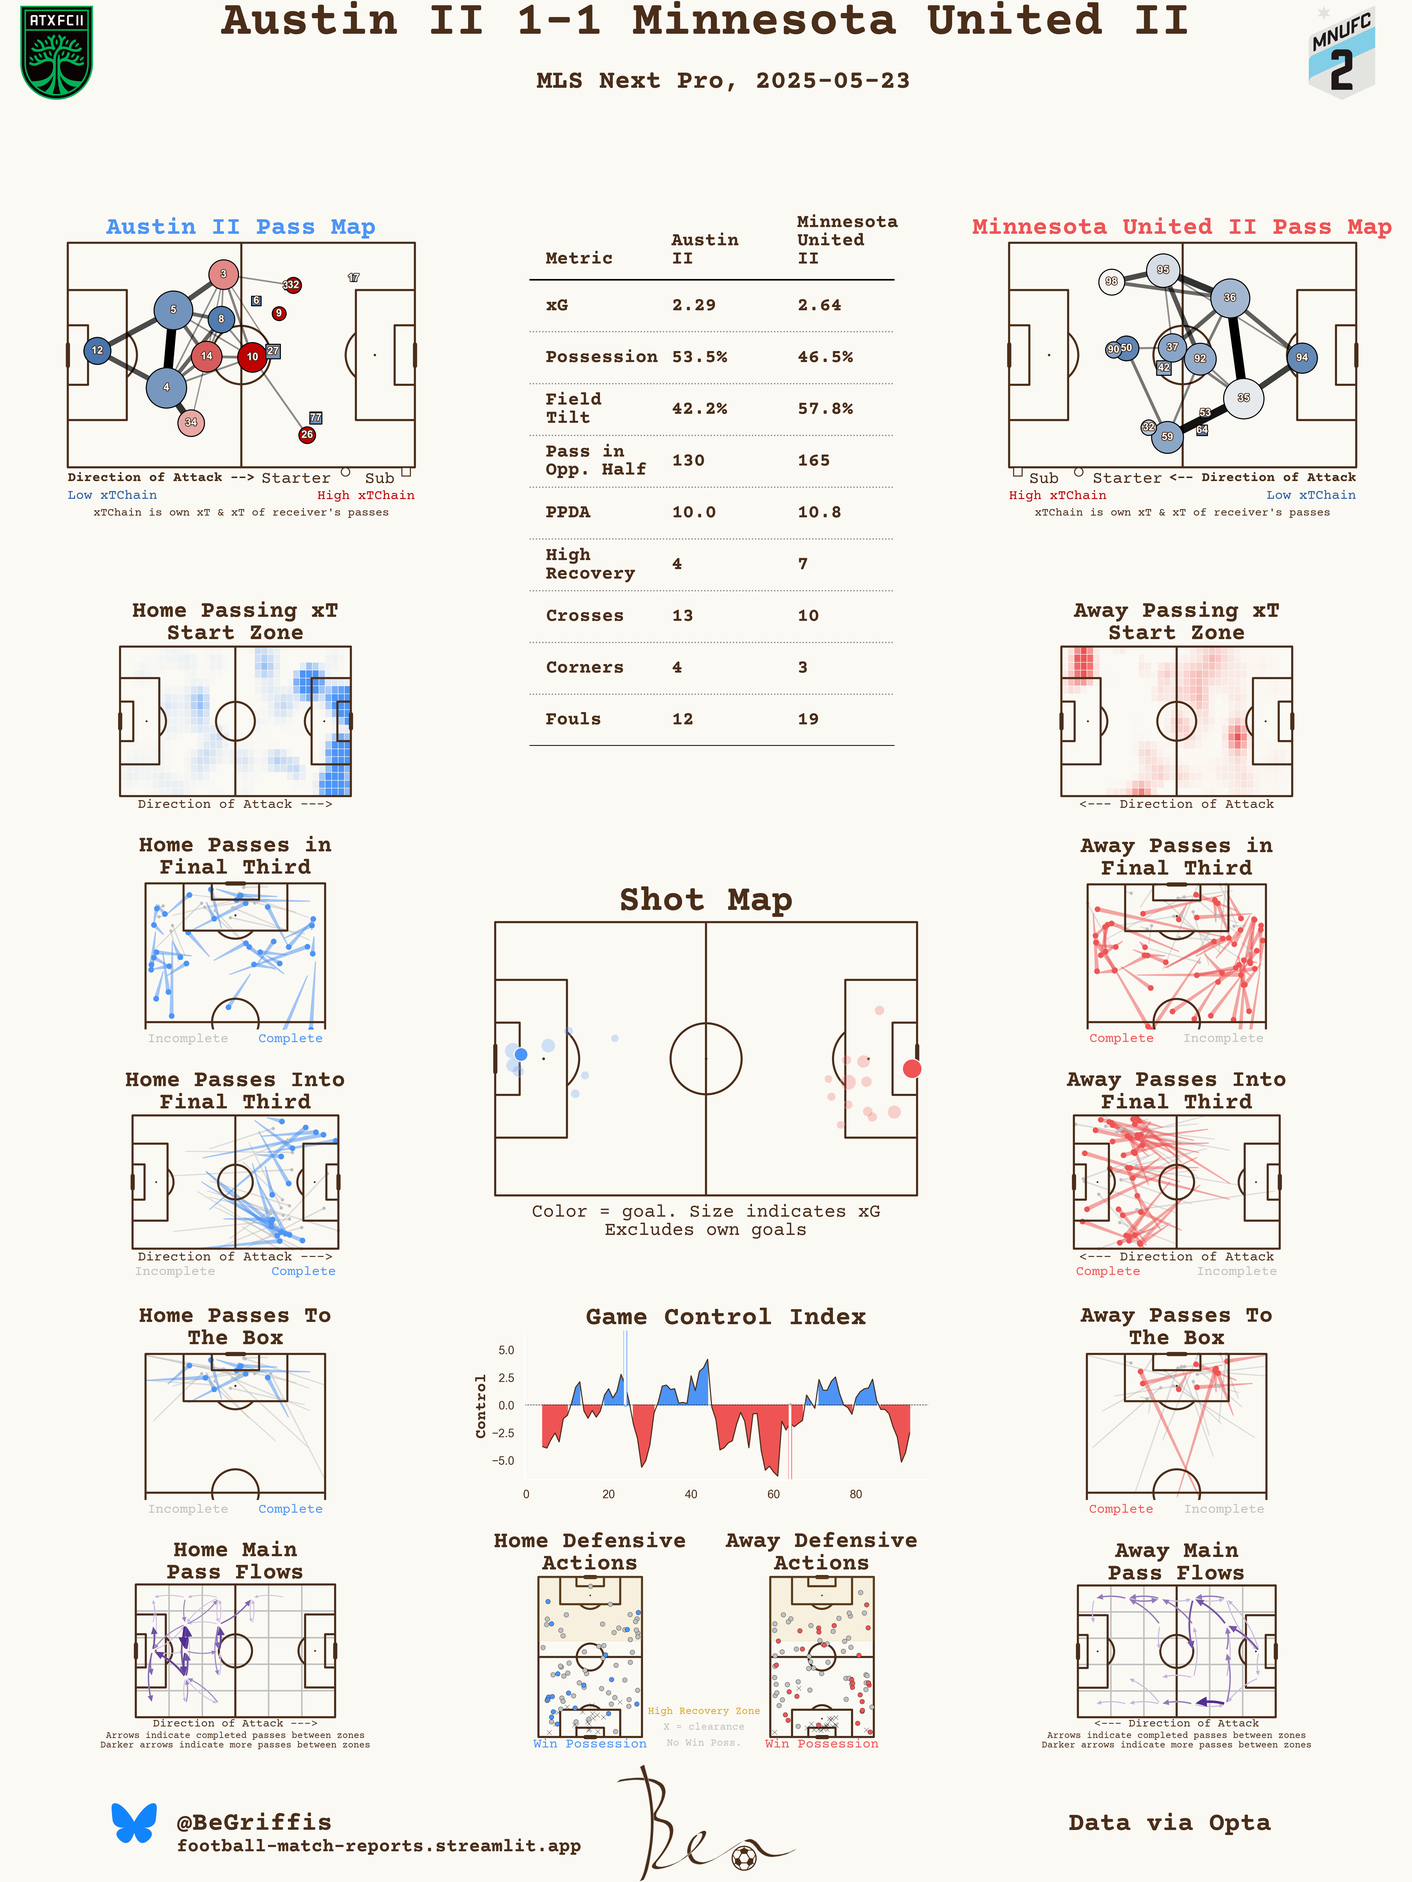 Austin II 1-1 Minnesota United II
MLS Next Pro, 2025-05-23
ATXFCII
MNUFC
2
Austin II Pass Map
3
332
17
5
6
9
8
12
14
10
27
4
34
77
26
Direction of Attack --> Starter Sub
Low xTChain High xTChain
xTChain is own xT & xT of receiver's passes
Metric Austin II Minnesota United II
xG 2.29 2.64
Possession 53.5% 46.5%
Field Tilt 42.2% 57.8%
Pass in Opp. Half 130 165
PPDA 10.0 10.8
High Recovery 4 7
Crosses 13 10
Corners 4 3
Fouls 12 19
Minnesota United II Pass Map
98
95
36
90
50
37
92
94
42
35
53
32
59
64
Sub Starter <-- Direction of Attack
High xTChain Low xTChain
xTChain is own xT & xT of receiver's passes
Home Passing xT
Start Zone
Direction of Attack --->
Away Passing xT
Start Zone
<--- Direction of Attack
Home Passes in
Final Third
Incomplete Complete
Away Passes in
Final Third
Complete Incomplete
Shot Map
Color = goal. Size indicates xG
Excludes own goals
Home Passes Into
Final Third
Direction of Attack --->
Incomplete Complete
Away Passes Into
Final Third
<--- Direction of Attack
Complete Incomplete
Home Passes To
The Box
Incomplete Complete
Game Control Index
Control
5.0
2.5
0.0
−2.5
−5.0
0 20 40 60 80
Away Passes To
The Box
Complete Incomplete
Home Main
Pass Flows
Direction of Attack --->
Arrows indicate completed passes between zones
Darker arrows indicate more passes between zones
Home Defensive
Actions
Win Possession
Away Defensive
Actions
Win Possession
High Recovery Zone
X = clearance
No Win Poss.
Away Main
Pass Flows
<--- Direction of Attack
Arrows indicate completed passes between zones
Darker arrows indicate more passes between zones
@BeGriffis
football-match-reports.streamlit.app
Ben
Data via Opta